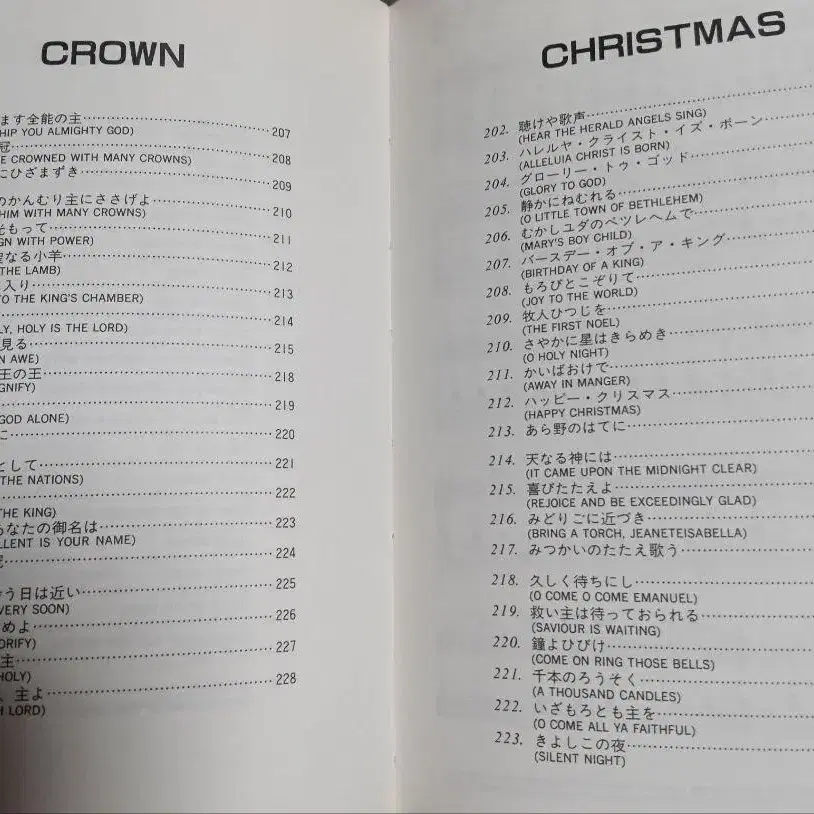 CROWN
ます全能の主 207
HIP YOU ALMIGHTY GOD)
冠 208
E CROWNED WITH MANY CROWNS)
にひざまずき 209
のかんむり主にささげよ 210
HIM WITH MANY CROWNS)
もって 211
GN WITH POWER)
聖なる小羊 212
THE LAMB)
入り 213
TO THE KING'S CHAMBER)
214
LY, HOLY IS THE LORD)
見る 215
N AWE)
王の王 218
GNIFY)
219
GOD ALONE)
に 220
として 221
THE NATIONS)
222
THE KING)
あなたの御名は 223
LLENT IS YOUR NAME)
224
う日は近い 225
VERY SOON)
めよ 226
ORIFY)
主 227
HOLY)
、主よ 228
H LORD)
CHRISTMAS
202. 聴けや歌声
(HEAR THE HERALD ANGELS SING)
203. ハレルヤ・クライスト・イズ・ボーン
(ALLELUIA CHRIST IS BORN)
204. グローリー・トゥ・ゴッド
(GLORY TO GOD)
205. 静かにねむれる
(O LITTLE TOWN OF BETHLEHEM)
206. むかしユダのベツレヘムで
(MARY'S BOY CHILD)
207. バースデー・オブ・ア・キング
(BIRTHDAY OF A KING)
208. もろびとこぞりて
(JOY TO THE WORLD)
209. 牧人ひつじを
(THE FIRST NOEL)
210. さやかに星はきらめき
(O HOLY NIGHT)
211. かいばおけで
(AWAY IN MANGER)
212. ハッピー・クリスマス
(HAPPY CHRISTMAS)
213. あら野のはてに
214. 天なる神には
(IT CAME UPON THE MIDNIGHT CLEAR)
215. 喜びたたえよ
(REJOICE AND BE EXCEEDINGLY GLAD)
216. みどりごに近づき
(BRING A TORCH, JEANETEISABELLA)
217. みつかいのたたえ歌う
218. 久しく待ちにし
(O COME O COME EMANUEL)
219. 救い主は待っておられる
(SAVIOUR IS WAITING)
220. 鐘よひびけ
(COME ON RING THOSE BELLS)
221. 千本のろうそく
(A THOUSAND CANDLES)
222. いざもろとも主を
(O COME ALL YA FAITHFUL)
223. きよしこの夜
(SILENT NIGHT)